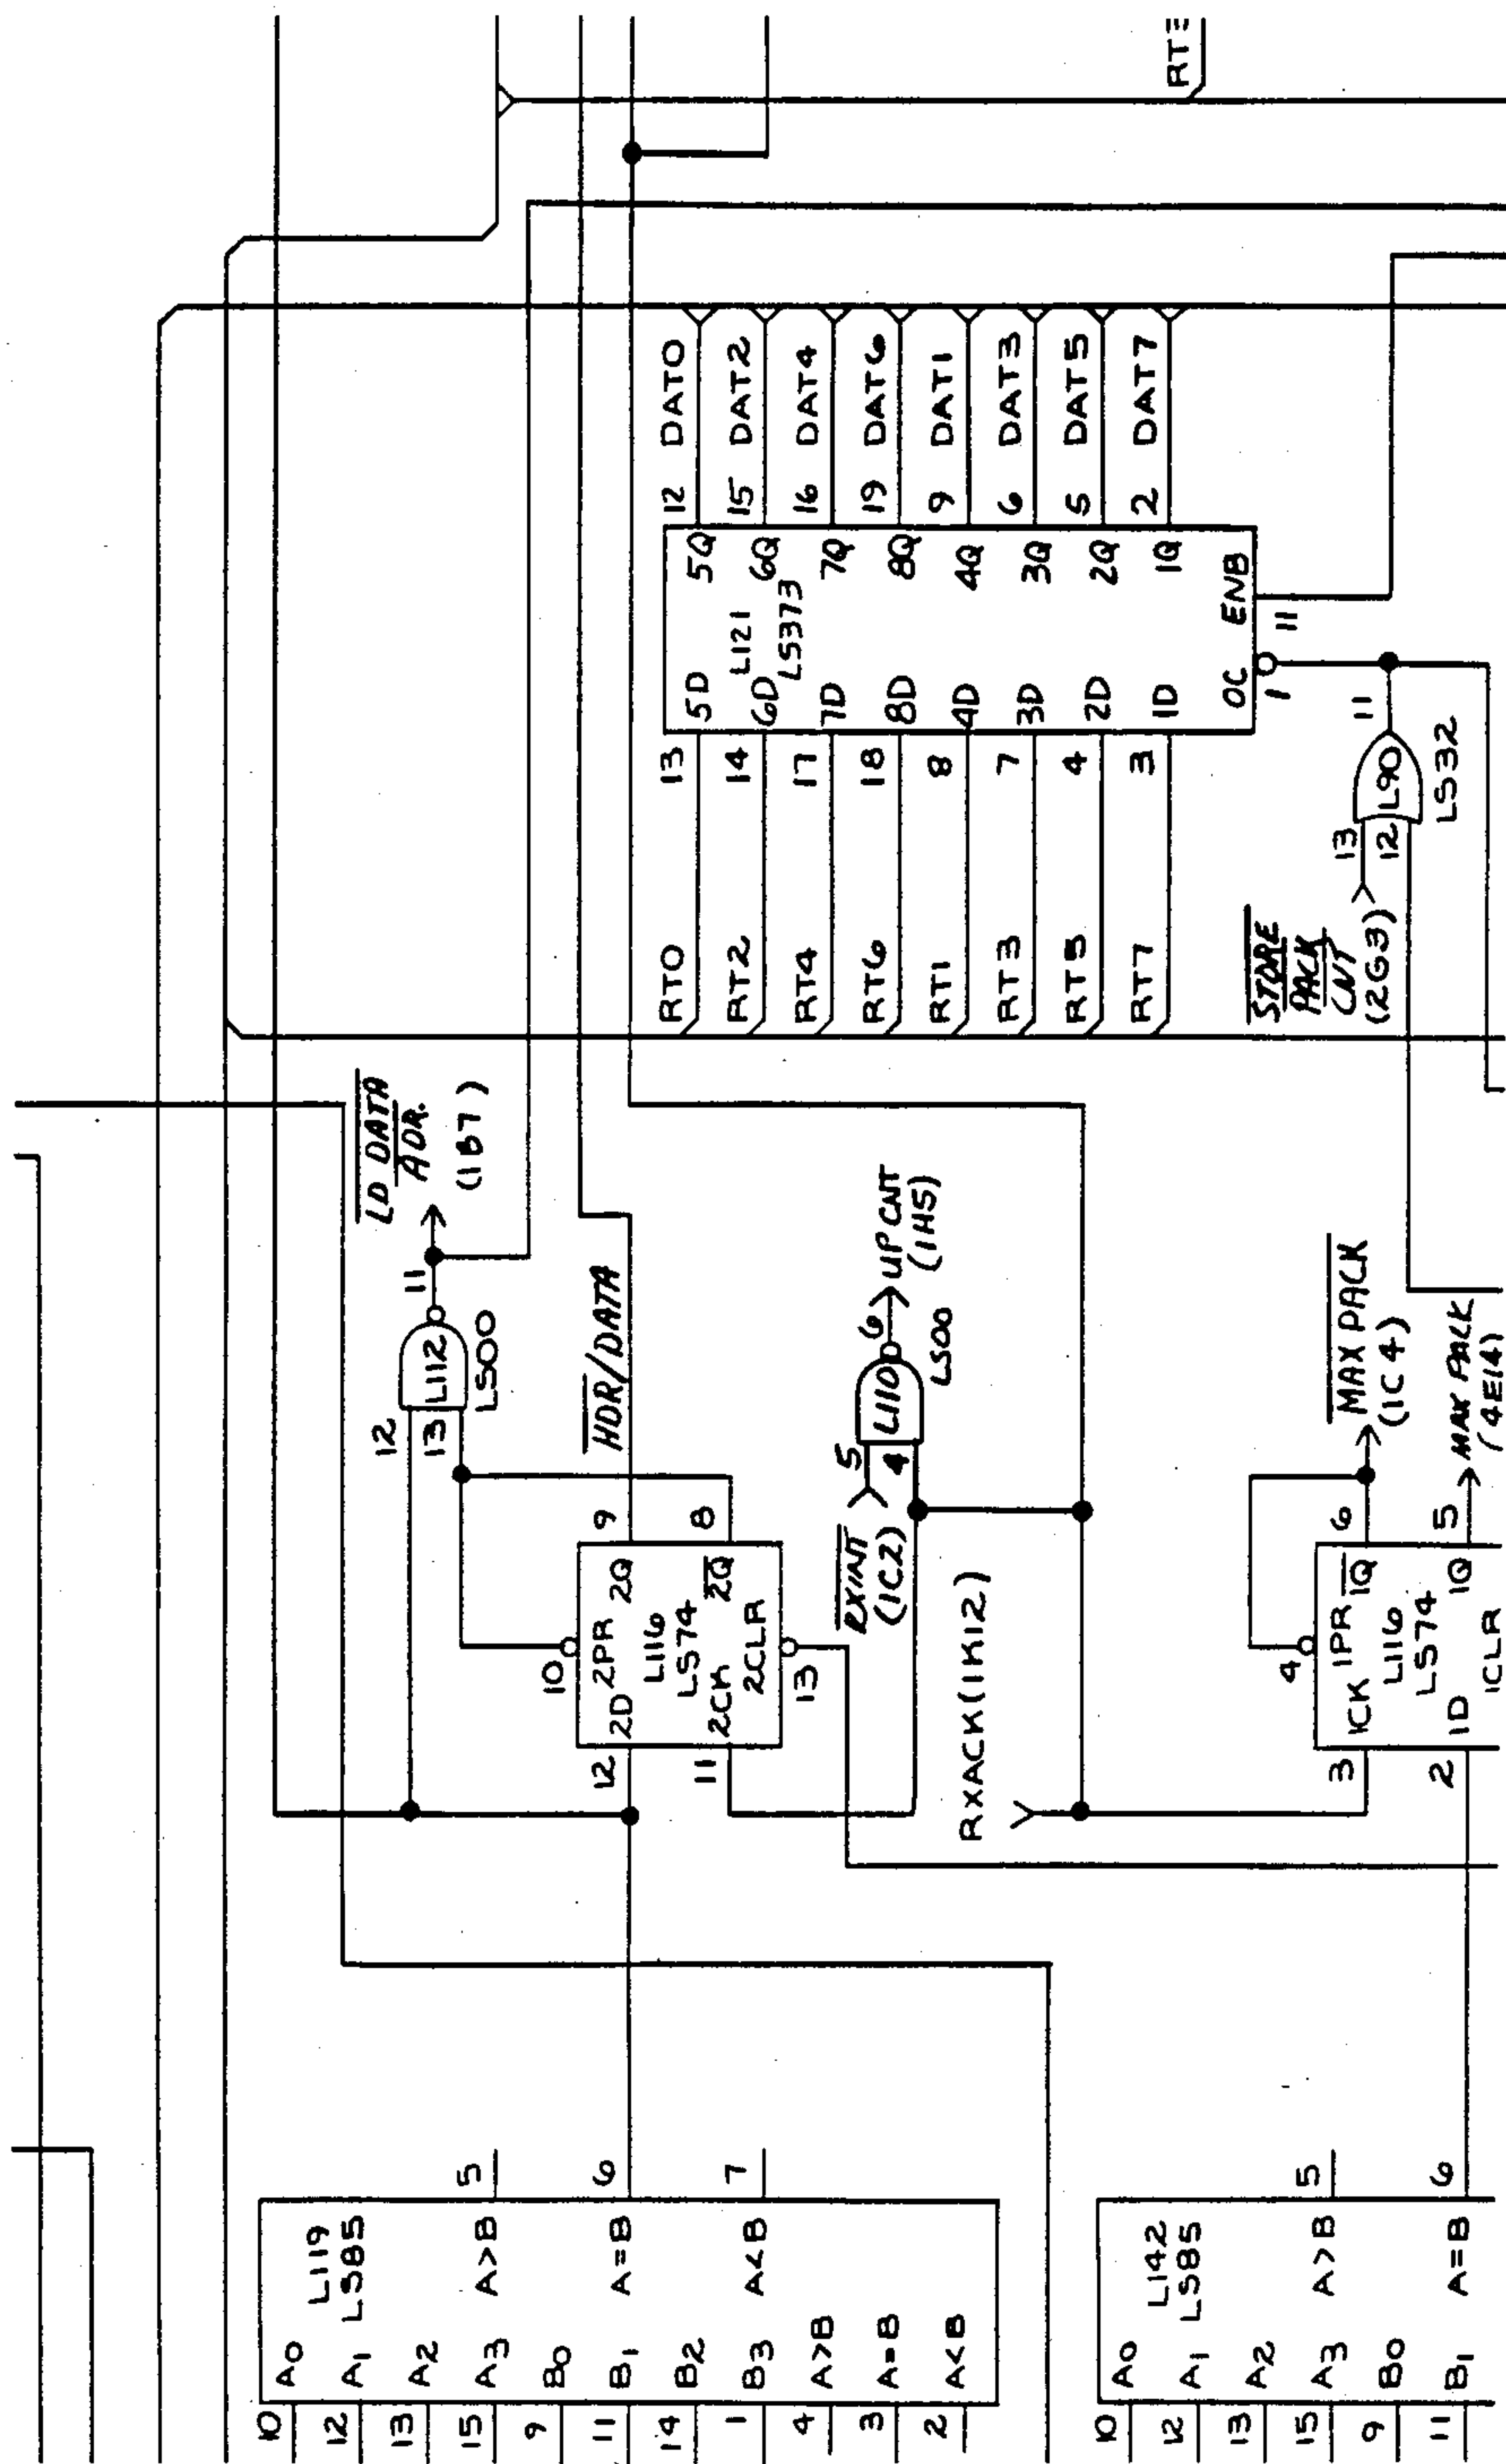 10 A0
12 A1
13 A2
15 A3
9 B0
11 B1
14 B2
1 B3
4 A>B
3 A=B
2 A<B
L119
LS85
A>B 5
A=B 6
A<B 7
10 A0
12 A1
13 A2
15 A3
9 B0
11 B1
L142
LS85
A>B 5
A=B 6
12
13
L112
LS00
11
LD DATA
ADR.
(1B7)
10
2PR
12 2D
2Q 9
L116
LS74
11 2CK
2Q 8
2CLR
13
HDR/DATA
RXINT
(1C2)
5
4
L110
LS00
6
UPCNT
(1H5)
RXACK(1K12)
4
3 1CK
1PR
1Q 6
L116
LS74
2 1D
1Q 5
1CLR
MAX PACK
(1C4)
MAX PACK
(4E14)
RT0 13 5D
RT2 14 6D
RT4 17 7D
RT6 18 8D
RT1 8 4D
RT3 7 3D
RT5 4 2D
RT7 3 1D
L121
LS373
5Q 12 DAT0
6Q 15 DAT2
7Q 16 DAT4
8Q 19 DAT6
4Q 9 DAT1
3Q 6 DAT3
2Q 5 DAT5
1Q 2 DAT7
OC
1
ENB
11
STORE
PACK
CNT
(2G3)
13
12
L90
LS32
11